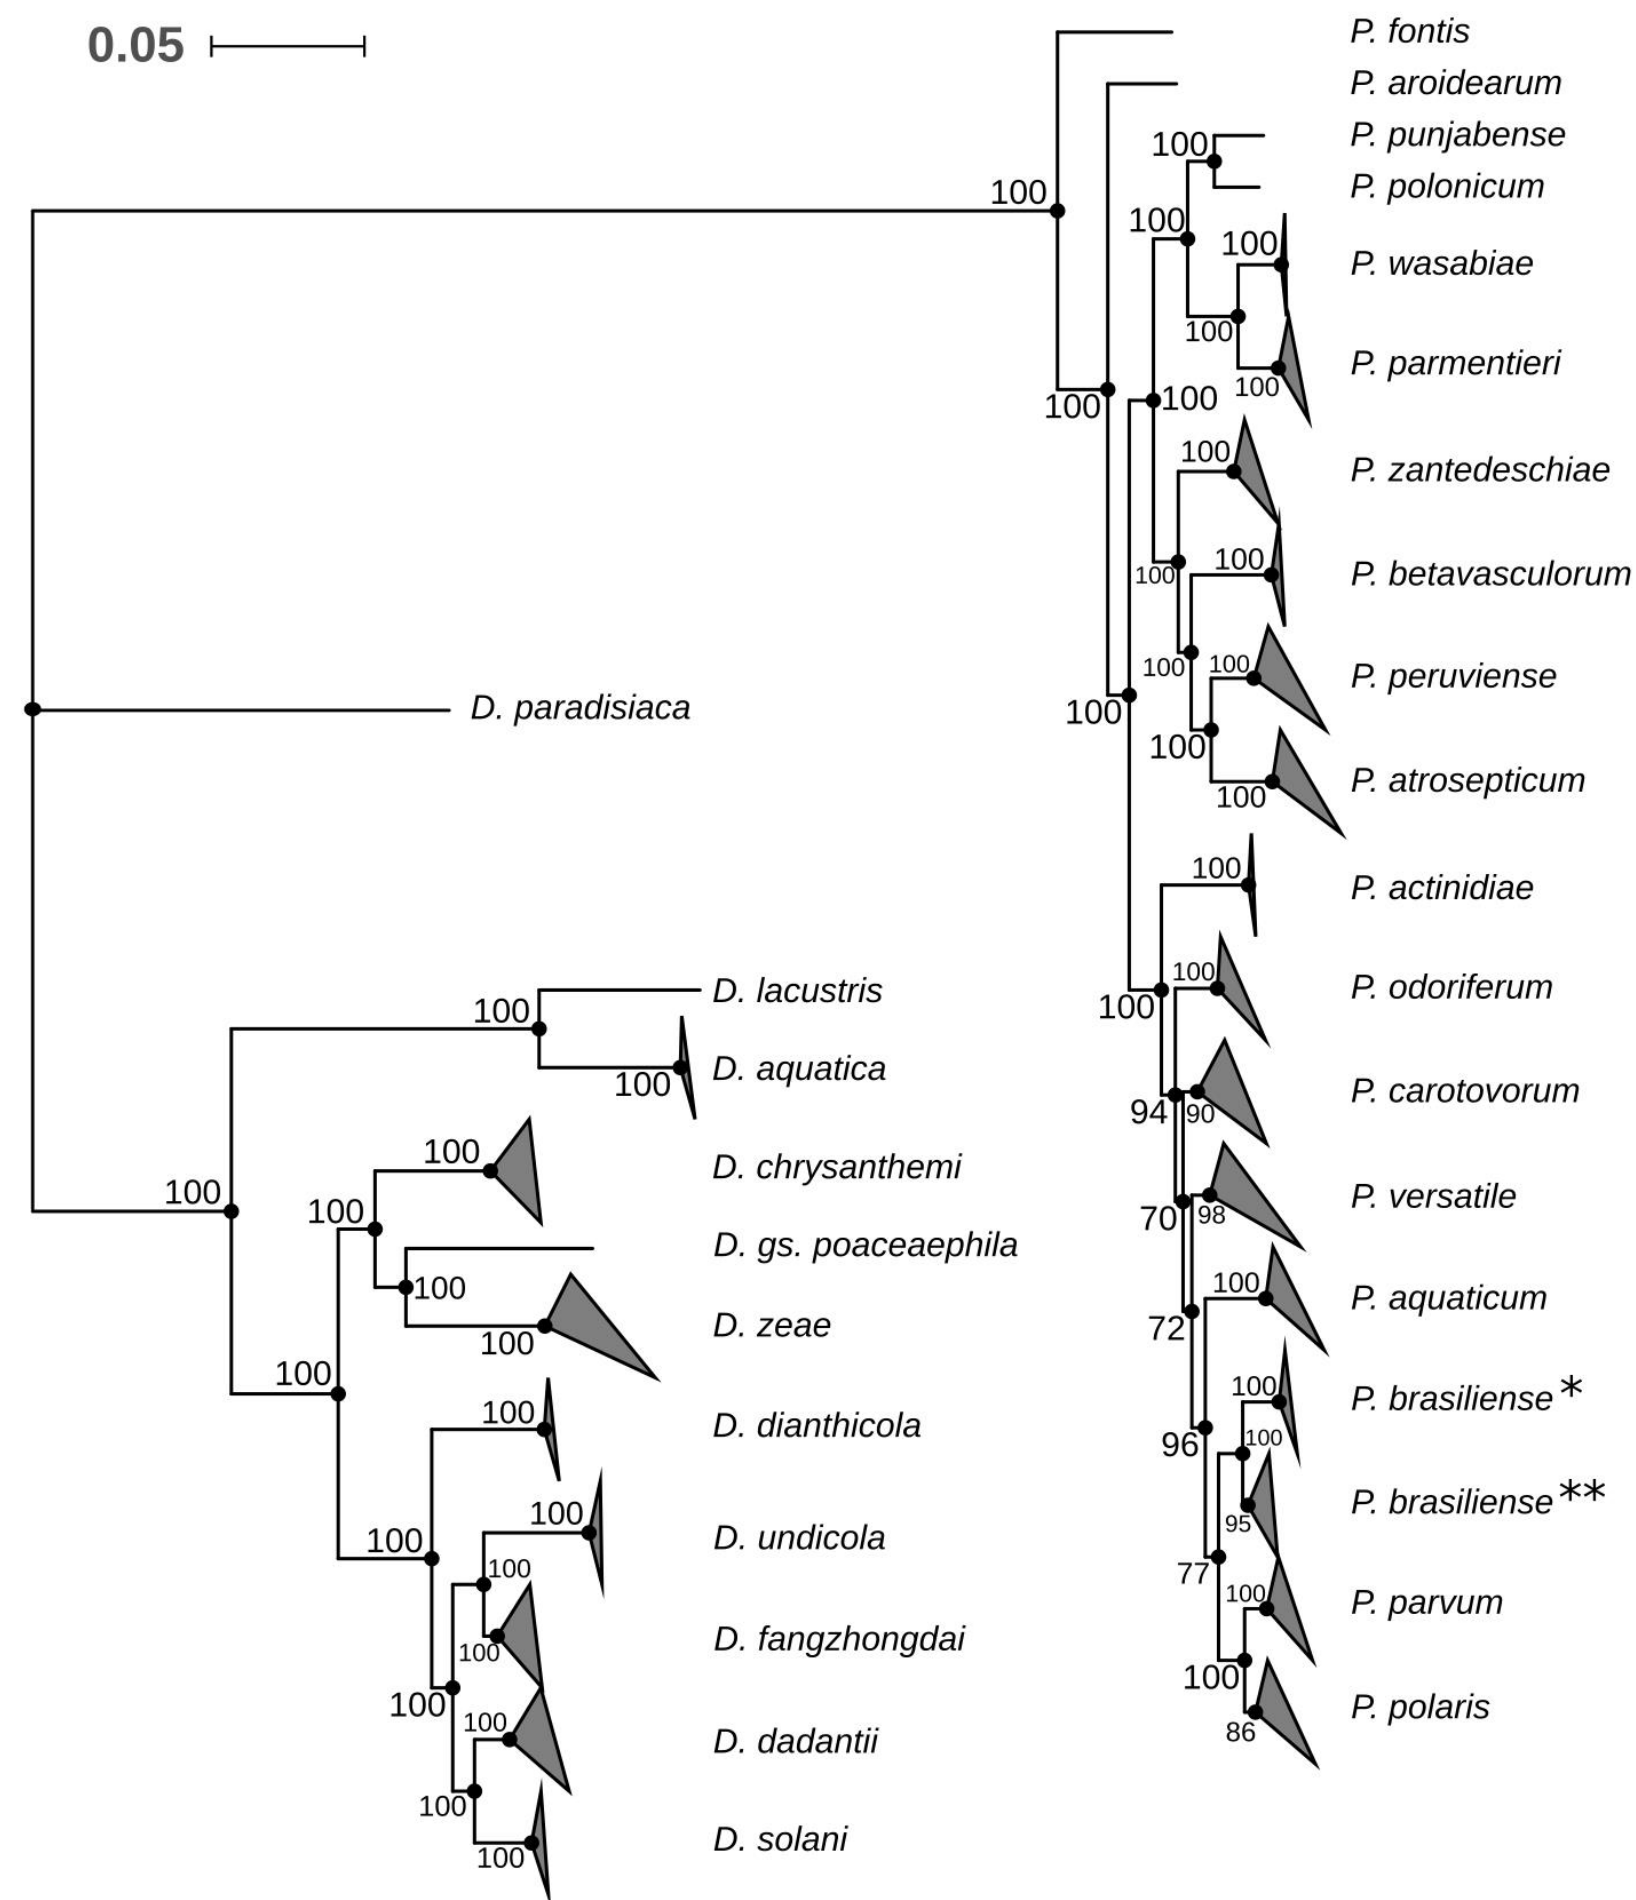 0.05
P. fontis
P. aroidearum
P. punjabense
100
P. polonicum
100
100
P. wasabiae
100
100
P. parmentieri
100
100
100
100
P. zantedeschiae
100
P. betavasculorum
100
100
P. peruviense
100
100
100
D. paradisiaca
100
P. atrosepticum
100
P. actinidiae
100
P. odoriferum
100
100
D. lacustris
100
D. aquatica
100
P. carotovorum
94
90
100
D. chrysanthemi
100
100
P. versatile
70
98
D. gs. poaceaephila
100
P. aquaticum
100
D. zeae
100
72
100
100
P. brasiliense*
100
D. dianthicola
100
96
P. brasiliense**
100
95
D. undicola
100
100
77
P. parvum
100
D. fangzhongdai
100
100
P. polaris
100
86
D. dadantii
100
100
D. solani
100